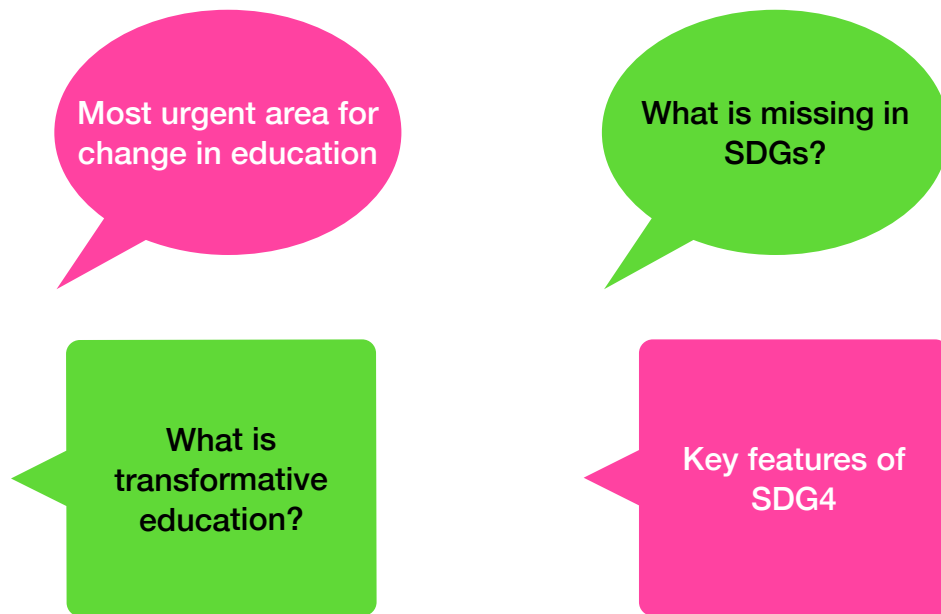 Most urgent area for
change in education
What is missing in
SDGs?
What is
transformative
education?
Key features of
SDG4